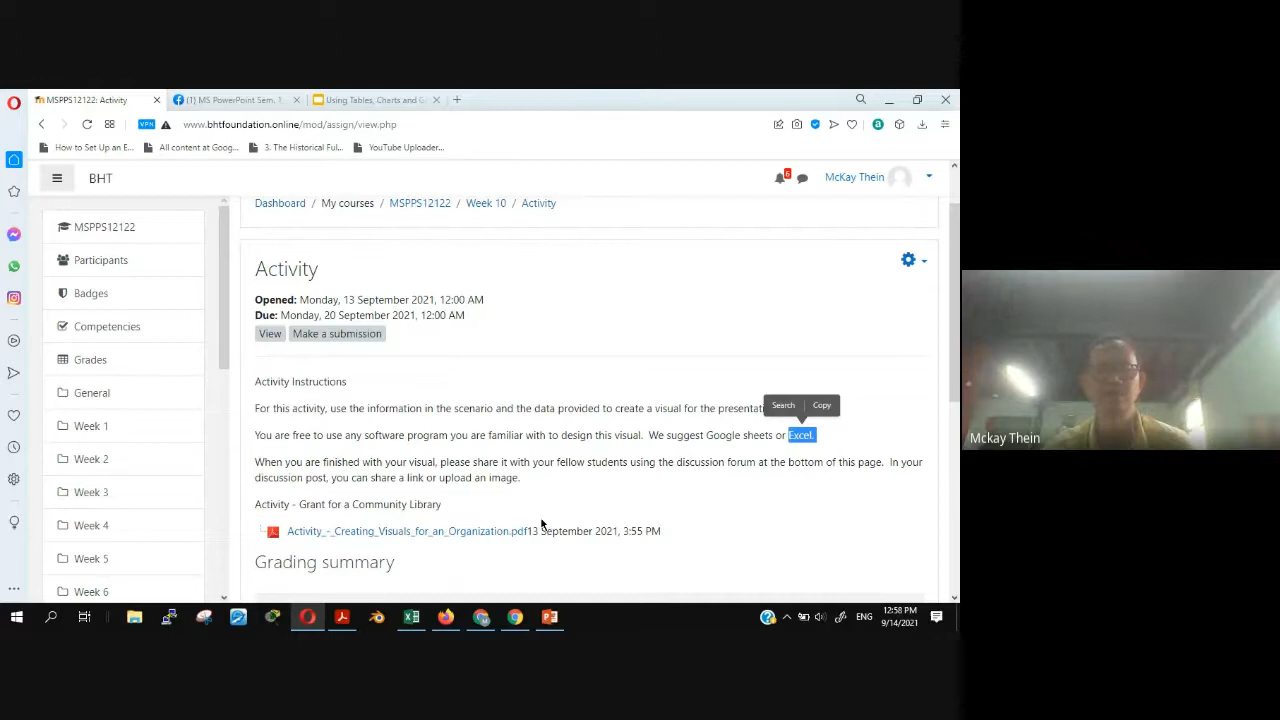 MSPPS12122: Activity
(1) MS PowerPoint Sem. 1
Using Tables, Charts and G
VPN
www.bhtfoundation.online/mod/assign/view.php
How to Set Up an E...
All content at Goog...
3. The Historical Ful...
YouTube Uploader...
BHT
6
McKay Thein
MSPPS12122
Participants
Badges
Competencies
Grades
General
Week 1
Week 2
Week 3
Week 4
Week 5
Week 6
Dashboard / My courses / MSPPS12122 / Week 10 / Activity
Activity
Opened: Monday, 13 September 2021, 12:00 AM
Due: Monday, 20 September 2021, 12:00 AM
View Make a submission
Activity Instructions
Search Copy
For this activity, use the information in the scenario and the data provided to create a visual for the presentati
You are free to use any software program you are familiar with to design this visual. We suggest Google sheets or Excel.
When you are finished with your visual, please share it with your fellow students using the discussion forum at the bottom of this page. In your
discussion post, you can share a link or upload an image.
Activity - Grant for a Community Library
Activity_-_Creating_Visuals_for_an_Organization.pdf13 September 2021, 3:55 PM
Grading summary
Mckay Thein
ENG
12:58 PM
9/14/2021